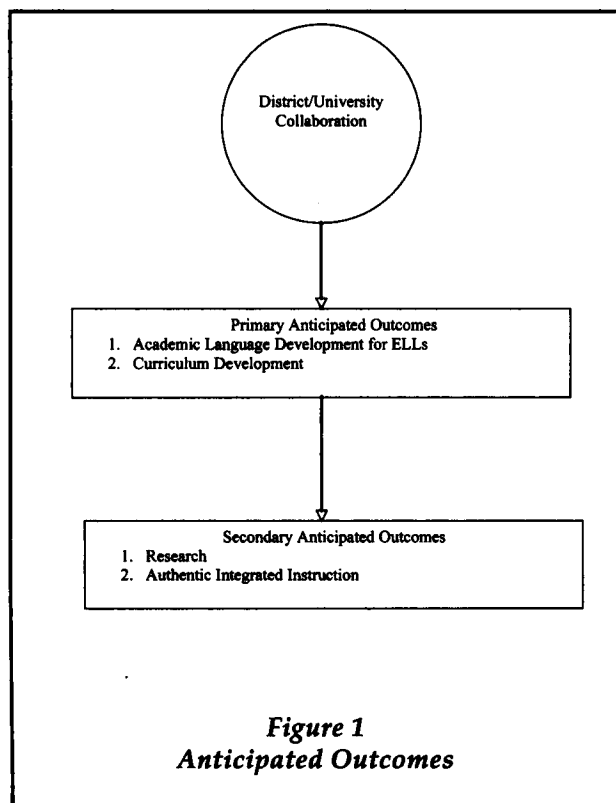 District/University
Collaboration
Primary Anticipated Outcomes
1. Academic Language Development for ELLs
2. Curriculum Development
Secondary Anticipated Outcomes
1. Research
2. Authentic Integrated Instruction
Figure 1
Anticipated Outcomes